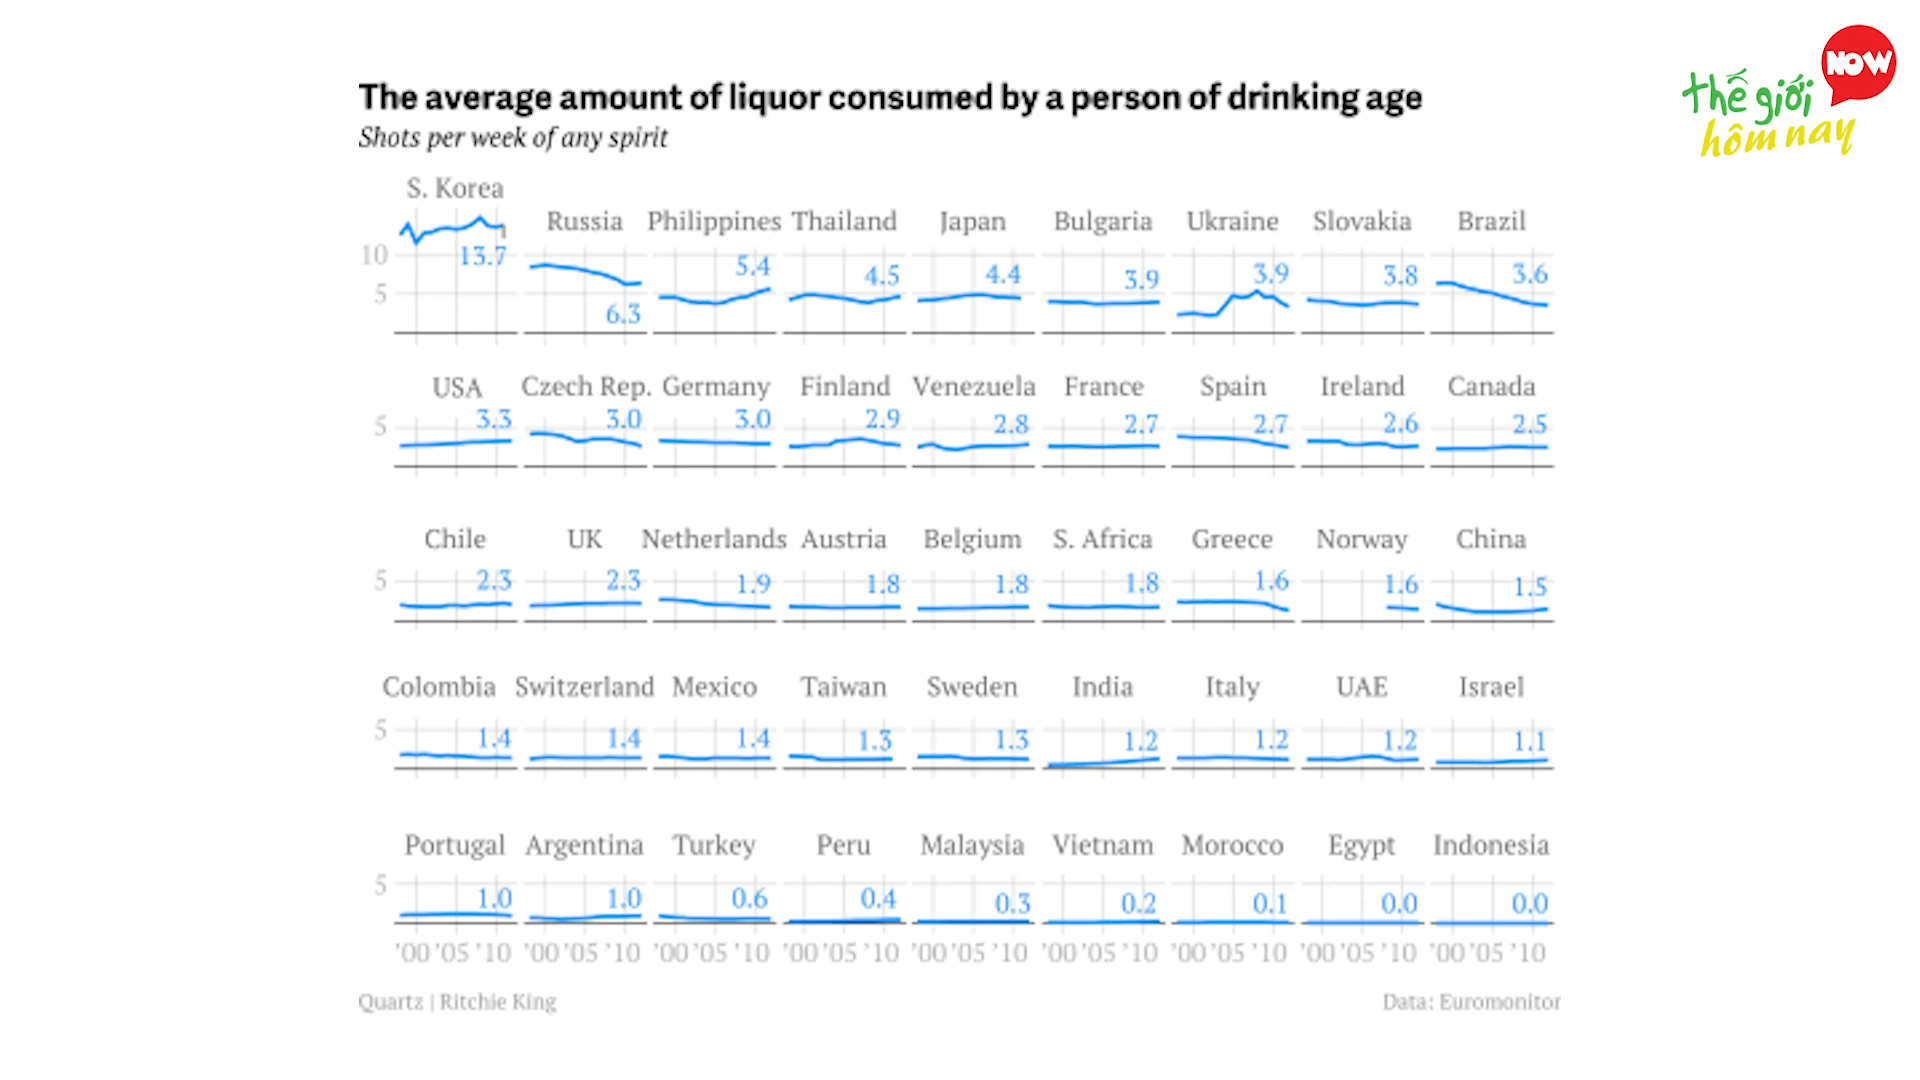 thế giới NOW
hôm nay
The average amount of liquor consumed by a person of drinking age
Shots per week of any spirit
S. Korea Russia Philippines Thailand Japan Bulgaria Ukraine Slovakia Brazil
10 13.7 5.4 4.5 4.4 3.9 3.9 3.8 3.6
5 6.3
USA Czech Rep. Germany Finland Venezuela France Spain Ireland Canada
5 3.3 3.0 3.0 2.9 2.8 2.7 2.7 2.6 2.5
Chile UK Netherlands Austria Belgium S. Africa Greece Norway China
5 2.3 2.3 1.9 1.8 1.8 1.8 1.6 1.6 1.5
Colombia Switzerland Mexico Taiwan Sweden India Italy UAE Israel
5 1.4 1.4 1.4 1.3 1.3 1.2 1.2 1.2 1.1
Portugal Argentina Turkey Peru Malaysia Vietnam Morocco Egypt Indonesia
5 1.0 1.0 0.6 0.4 0.3 0.2 0.1 0.0 0.0
’00 ’05 ’10 ’00 ’05 ’10 ’00 ’05 ’10 ’00 ’05 ’10 ’00 ’05 ’10 ’00 ’05 ’10 ’00 ’05 ’10 ’00 ’05 ’10 ’00 ’05 ’10
Quartz | Ritchie King Data: Euromonitor